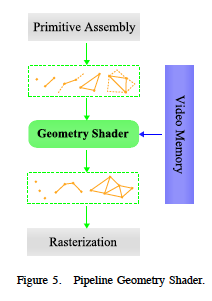 Primitive Assembly
Geometry Shader
Video Memory
Rasterization
Figure 5. Pipeline Geometry Shader.